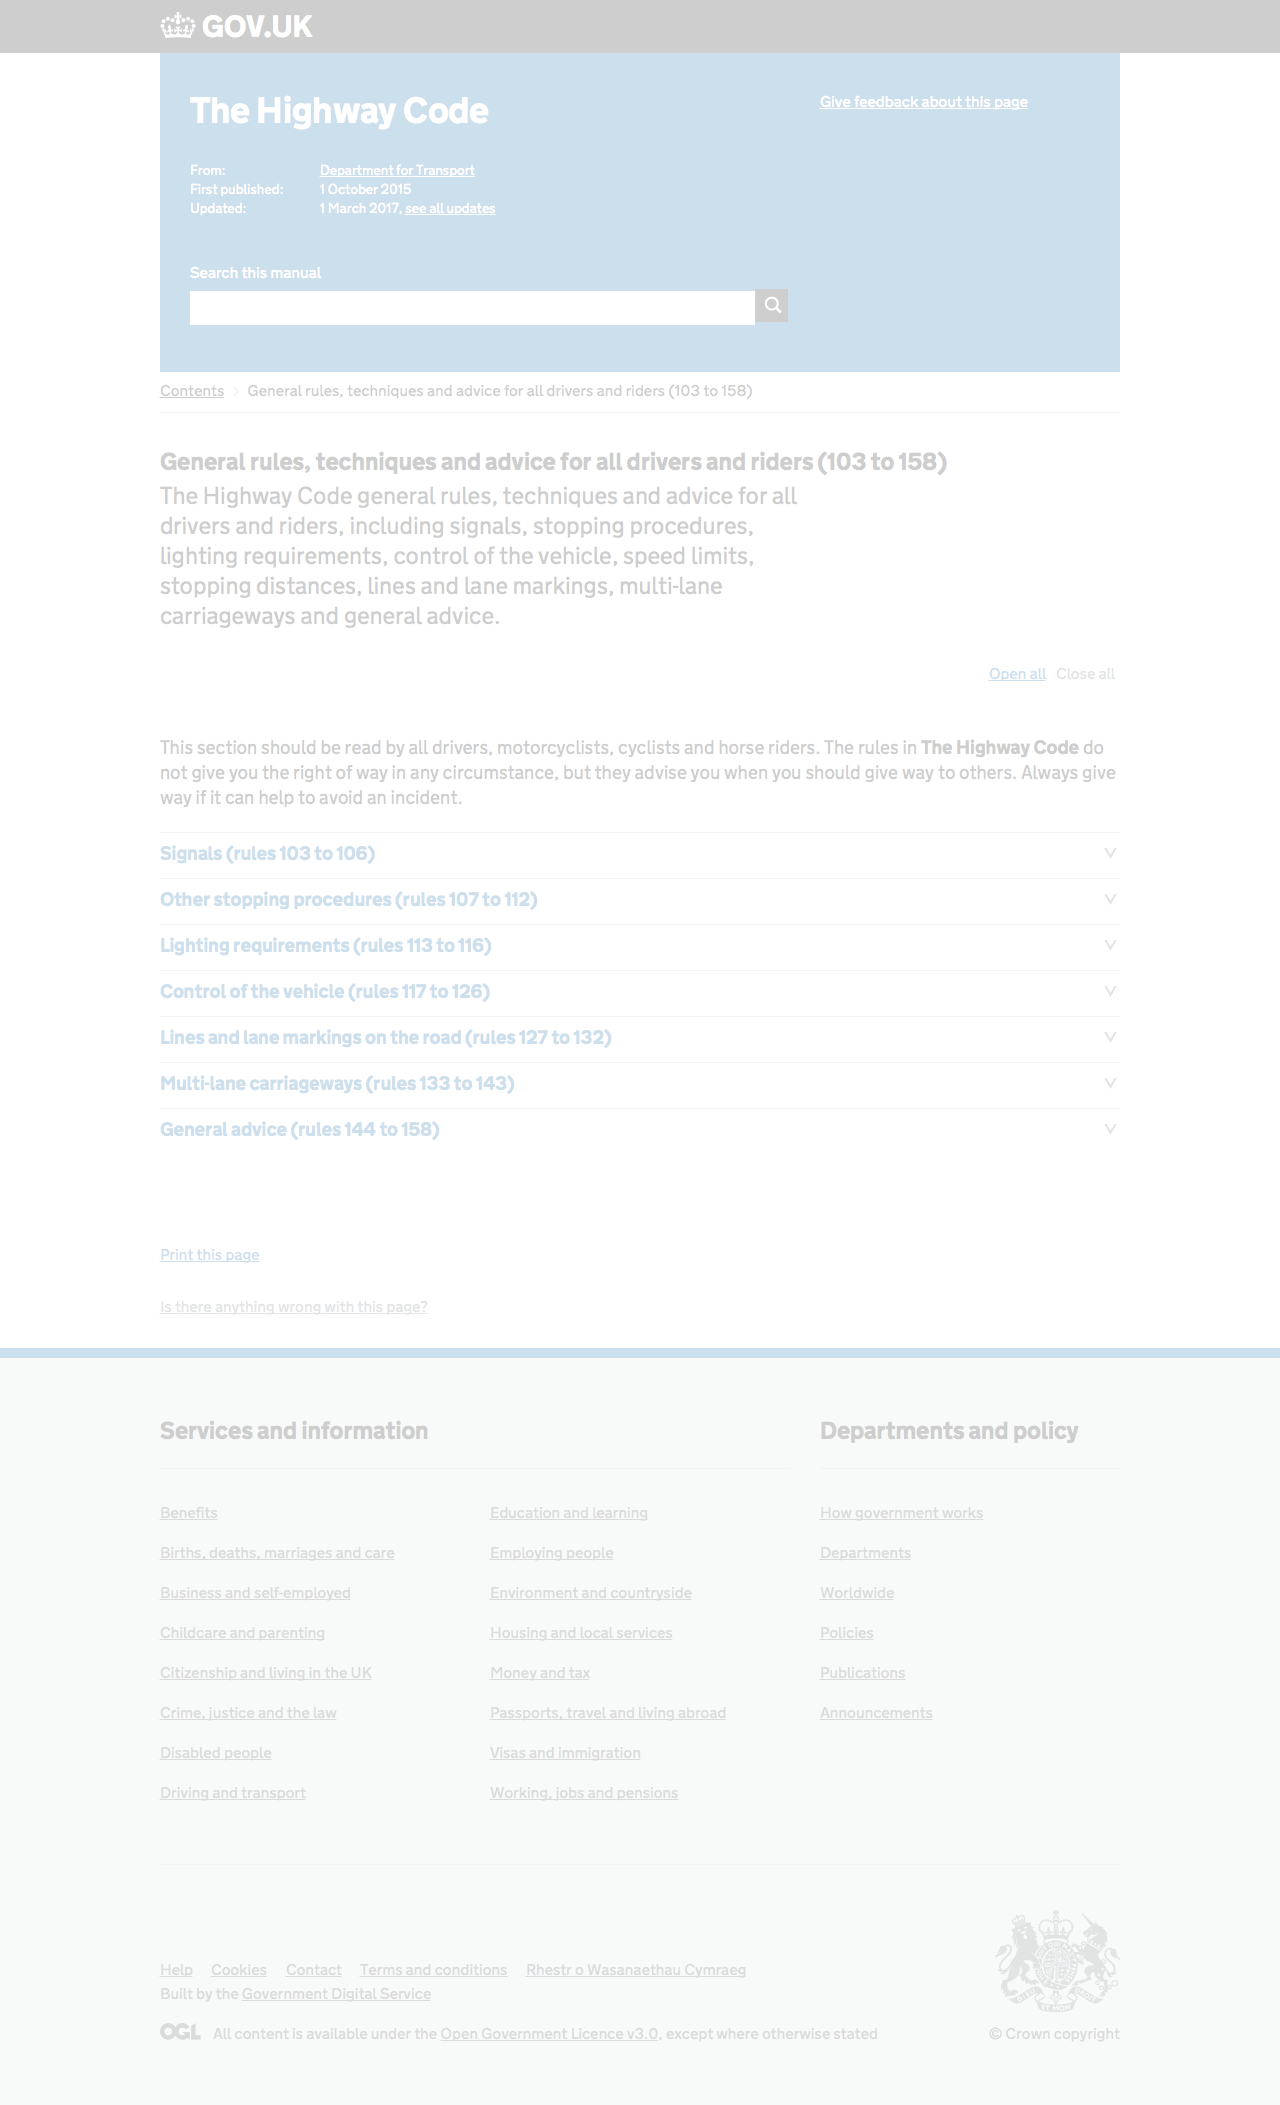 GOV.UK
The Highway Code
Give feedback about this page
From: Department for Transport
First published: 1 October 2015
Updated: 1 March 2017, see all updates
Search this manual
Contents General rules, techniques and advice for all drivers and riders (103 to 158)
General rules, techniques and advice for all drivers and riders (103 to 158)
The Highway Code general rules, techniques and advice for all
drivers and riders, including signals, stopping procedures,
lighting requirements, control of the vehicle, speed limits,
stopping distances, lines and lane markings, multi-lane
carriageways and general advice.
Open all Close all
This section should be read by all drivers, motorcyclists, cyclists and horse riders. The rules in The Highway Code do
not give you the right of way in any circumstance, but they advise you when you should give way to others. Always give
way if it can help to avoid an incident.
Signals (rules 103 to 106)
Other stopping procedures (rules 107 to 112)
Lighting requirements (rules 113 to 116)
Control of the vehicle (rules 117 to 126)
Lines and lane markings on the road (rules 127 to 132)
Multi-lane carriageways (rules 133 to 143)
General advice (rules 144 to 158)
Print this page
Is there anything wrong with this page?
Services and information
Benefits
Births, deaths, marriages and care
Business and self-employed
Childcare and parenting
Citizenship and living in the UK
Crime, justice and the law
Disabled people
Driving and transport
Education and learning
Employing people
Environment and countryside
Housing and local services
Money and tax
Passports, travel and living abroad
Visas and immigration
Working, jobs and pensions
Departments and policy
How government works
Departments
Worldwide
Policies
Publications
Announcements
Help Cookies Contact Terms and conditions Rhestr o Wasanaethau Cymraeg
Built by the Government Digital Service
OGL All content is available under the Open Government Licence v3.0, except where otherwise stated
© Crown copyright